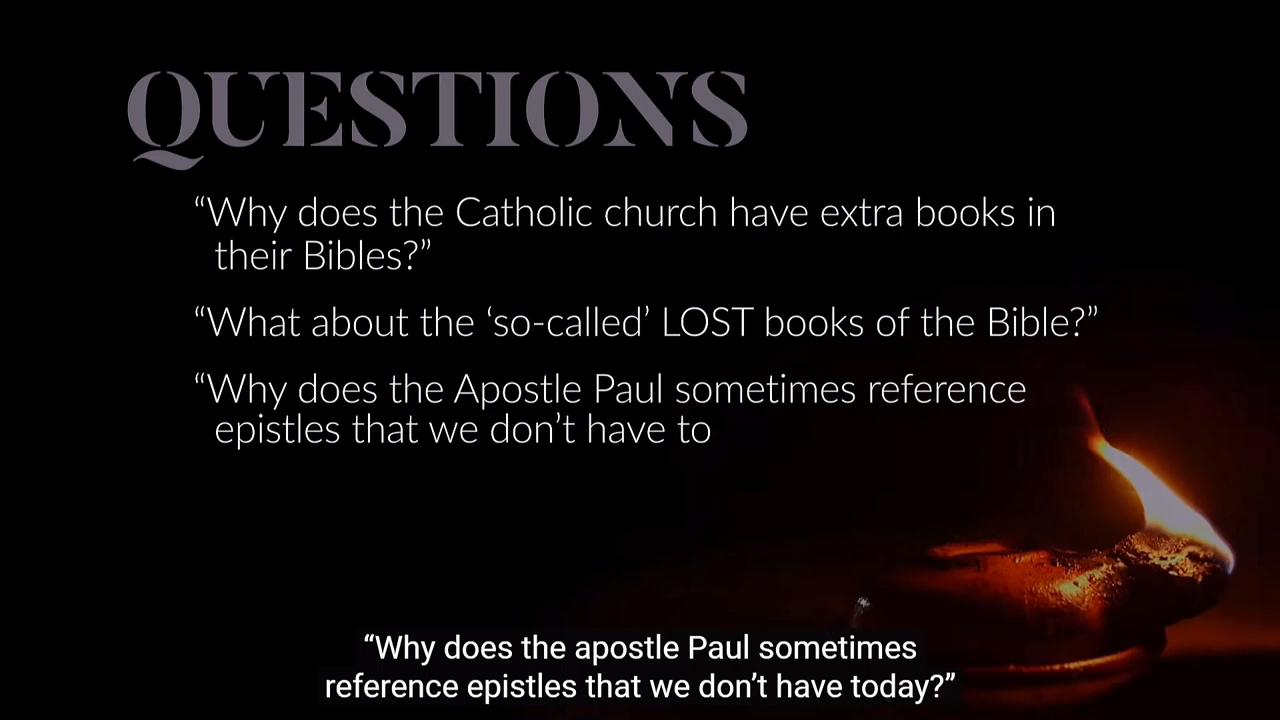 QUESTIONS
“Why does the Catholic church have extra books in
their Bibles?”
“What about the ‘so-called’ LOST books of the Bible?”
“Why does the Apostle Paul sometimes reference
epistles that we don’t have to
“Why does the apostle Paul sometimes
reference epistles that we don’t have today?”